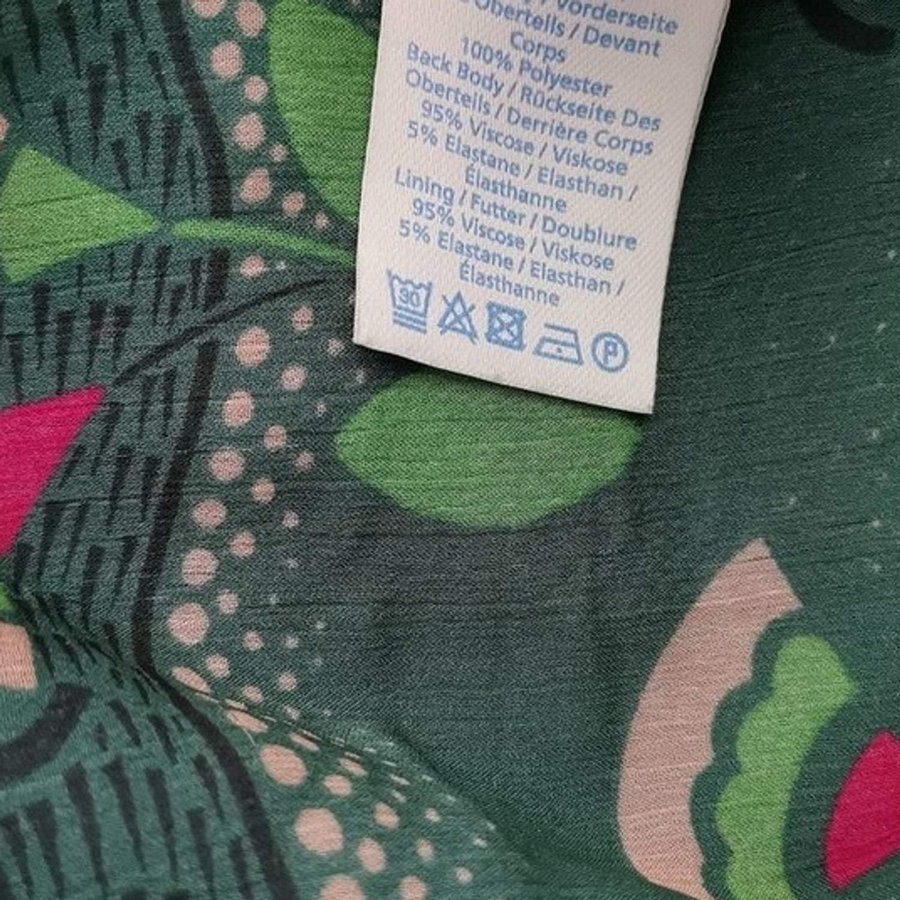 / Vorderseite
Oberteils / Devant
Corps
100% Polyester
Back Body / Rückseite Des
Oberteils / Derrière Corps
95% Viscose / Viskose
5% Elastane / Elasthan /
Élasthanne
Lining / Futter / Doublure
95% Viscose / Viskose
5% Elastane / Elasthan /
Élasthanne
30 P